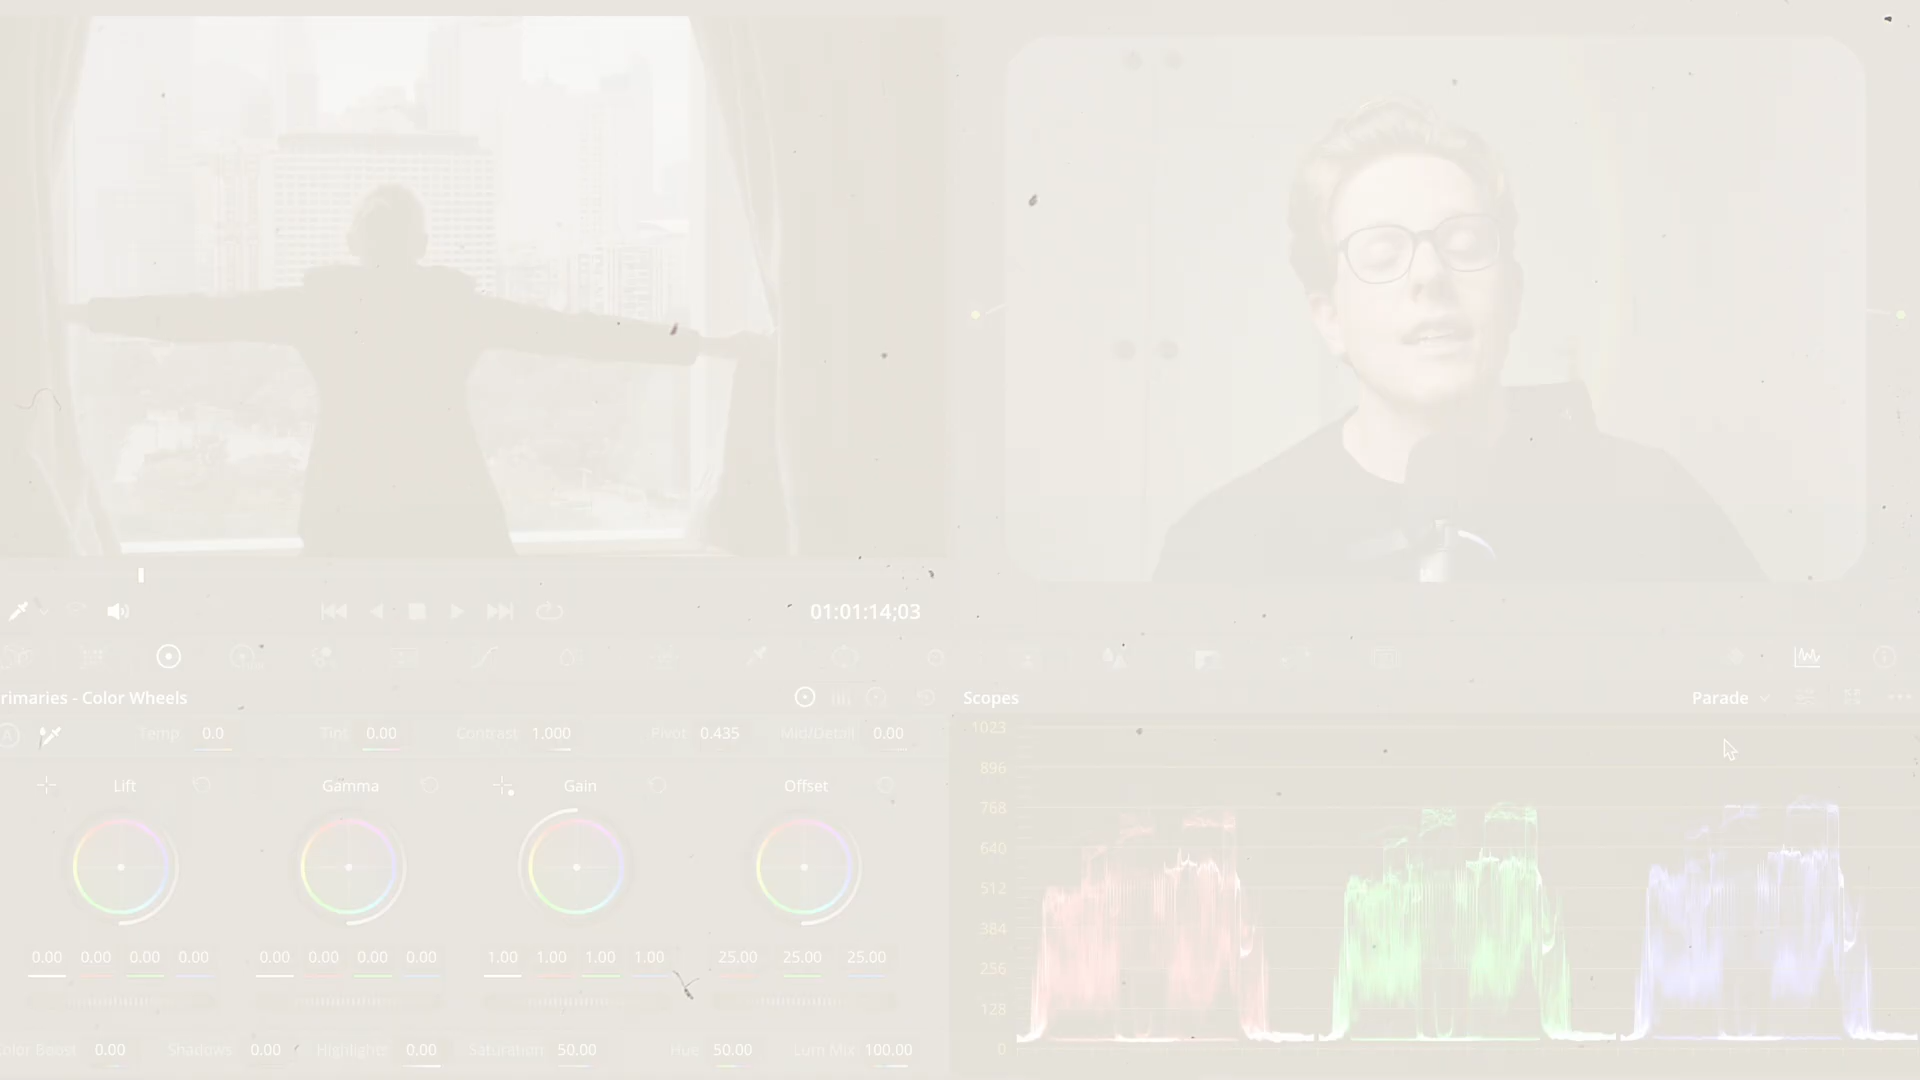 01:01:14;03
rimaries - Color Wheels
Scopes
Parade
Temp 0.0 Tint 0.00 Contrast 1.000 Pivot 0.435 Mid/Detail 0.00
Lift Gamma Gain Offset
0.00 0.00 0.00 0.00 0.00 0.00 0.00 0.00 1.00 1.00 1.00 1.00 25.00 25.00 25.00
olor Boost 0.00 Shadows 0.00 Highlights 0.00 Saturation 50.00 Hue 50.00 Lum Mix 100.00
1023
896
768
640
512
384
256
128
0